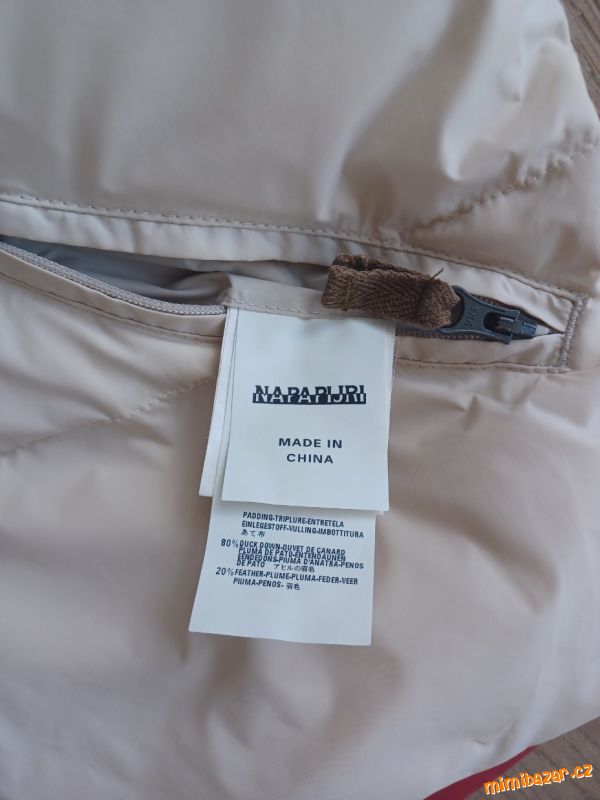 NAPAPIJRI
MADE IN
CHINA
PADDING-TRIPLURE-ENTRETELA
EINLEGESTOFF-VULLING-IMBOTTITURA
あて布
80% DUCK DOWN-DUVET DE CANARD
PLUMA DE PATO-ENTENDAUNEN
EENDEDONS-PIUMA D'ANATRA-PENOS
DE PATO アヒルの羽毛
20% FEATHER-PLUME-PLUMA-FEDER-VEER
PIUMA-PENOS- 羽毛
mimibazar.cz